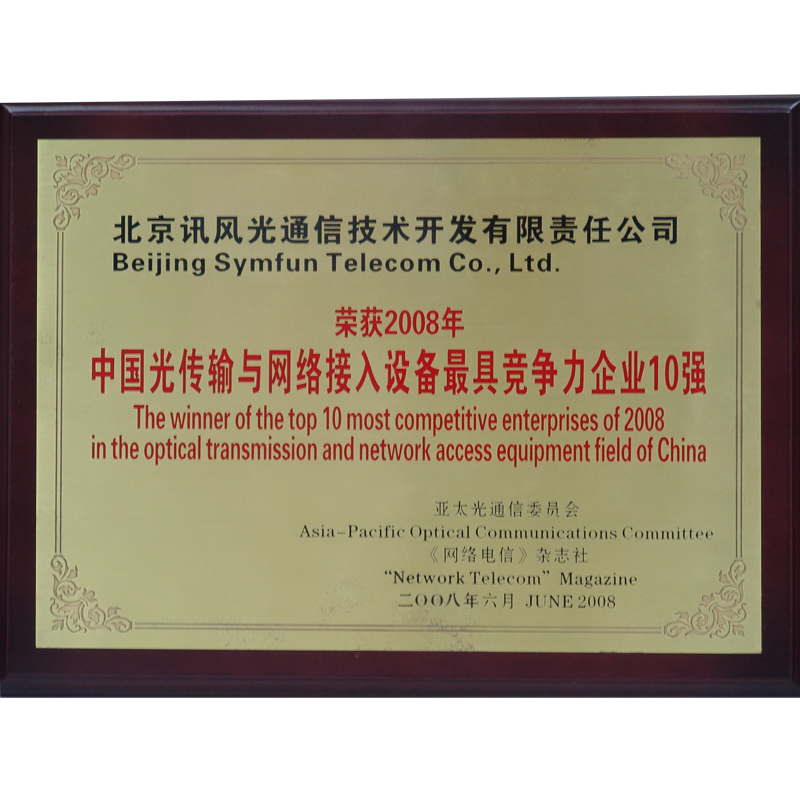 北京讯风光通信技术开发有限责任公司
Beijing Symfun Telecom Co., Ltd.
荣获2008年
中国光传输与网络接入设备最具竞争力企业10强
The winner of the top 10 most competitive enterprises of 2008
in the optical transmission and network access equipment field of China
亚太光通信委员会
Asia-Pacific Optical Communications Committee
《网络电信》杂志社
“Network Telecom” Magazine
二〇〇八年六月 JUNE 2008